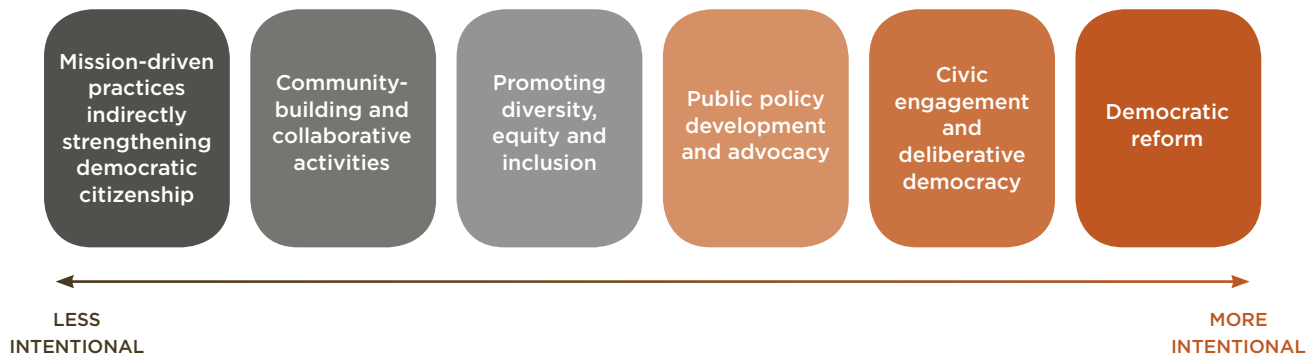 Mission-driven
practices
indirectly
strengthening
democratic
citizenship
Community-
building and
collaborative
activities
Promoting
diversity,
equity and
inclusion
Public policy
development
and advocacy
Civic
engagement
and
deliberative
democracy
Democratic
reform
LESS
INTENTIONAL
MORE
INTENTIONAL